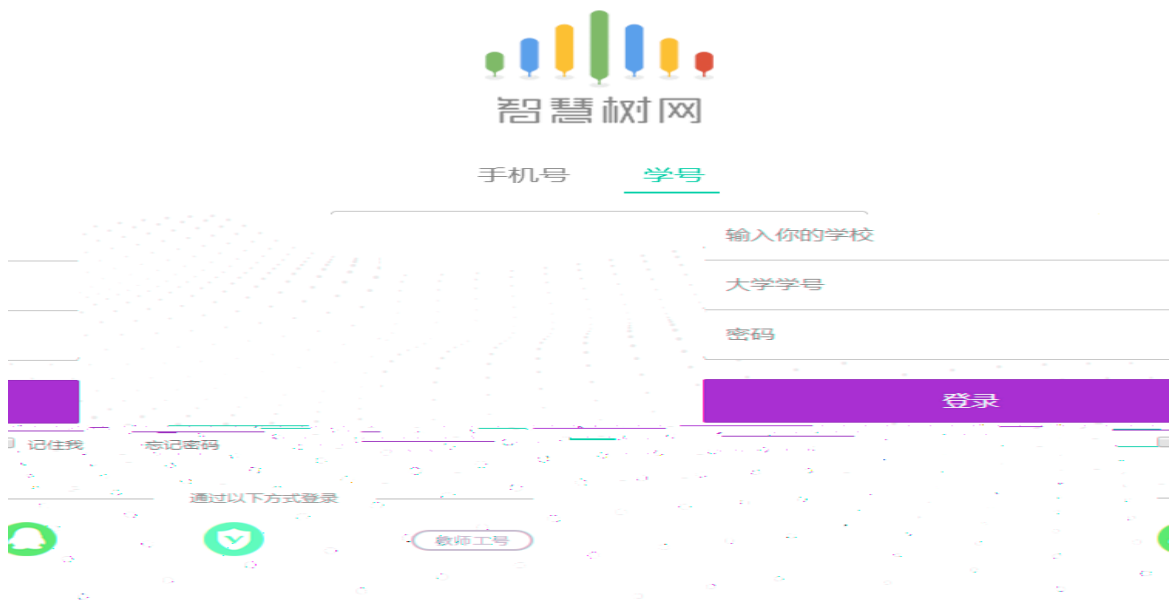 智慧树网
手机号 学号
输入你的学校
大学学号
密码
登录
记住我 忘记密码
通过以下方式登录
教师工号